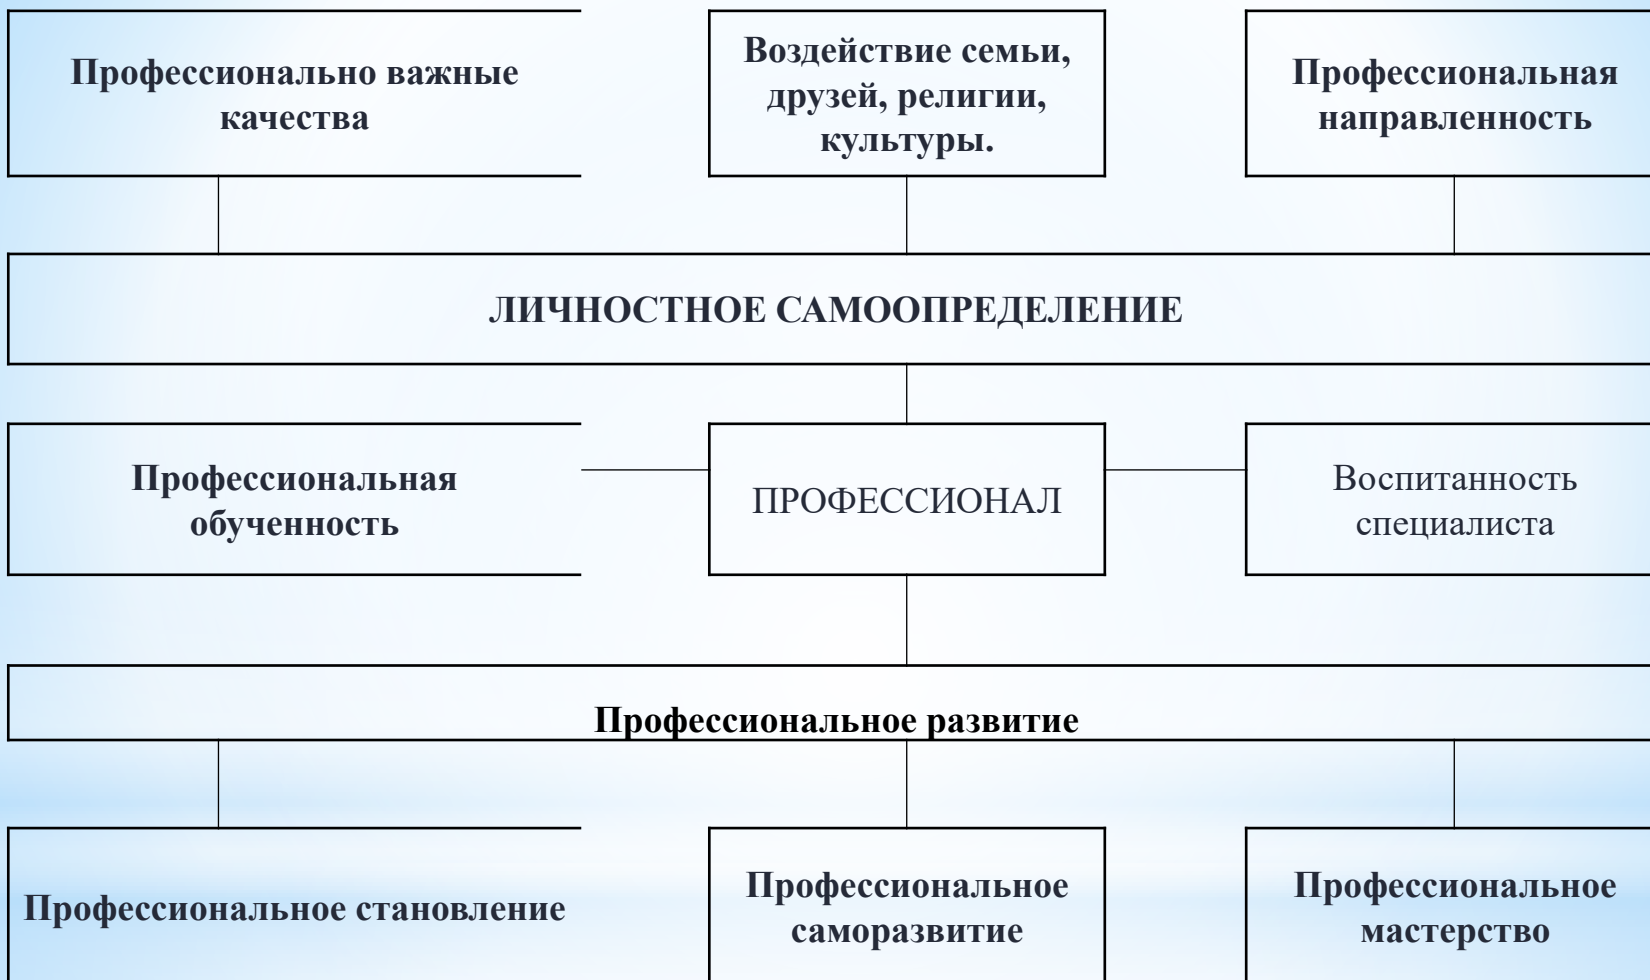 Профессионально важные
качества
Воздействие семьи,
друзей, религии,
культуры.
Профессиональная
направленность
ЛИЧНОСТНОЕ САМООПРЕДЕЛЕНИЕ
Профессиональная
обученность
ПРОФЕССИОНАЛ
Воспитанность
специалиста
Профессиональное развитие
Профессиональное становление
Профессиональное
саморазвитие
Профессиональное
мастерство